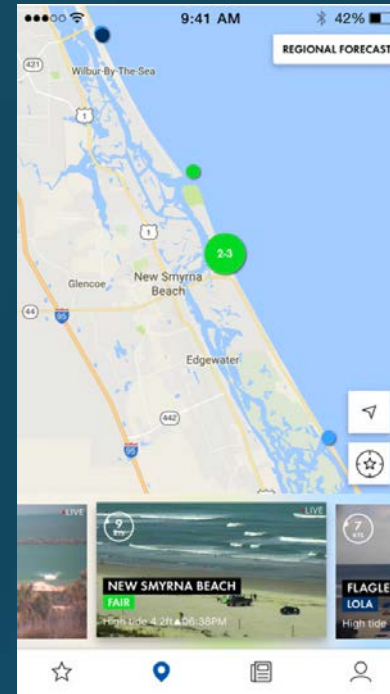 9:41 AM
42%
REGIONAL FORECAST
421
Wilbur-By-The-Sea
1
1
2-3
Glencoe
New Smyrna
Beach
44
95
Edgewater
442
95
LIVE
LIVE
9
KTS
7
KTS
NEW SMYRNA BEACH
FAIR
High tide 4.2ft▲06:38PM
FLAGLE
LOLA
High tide